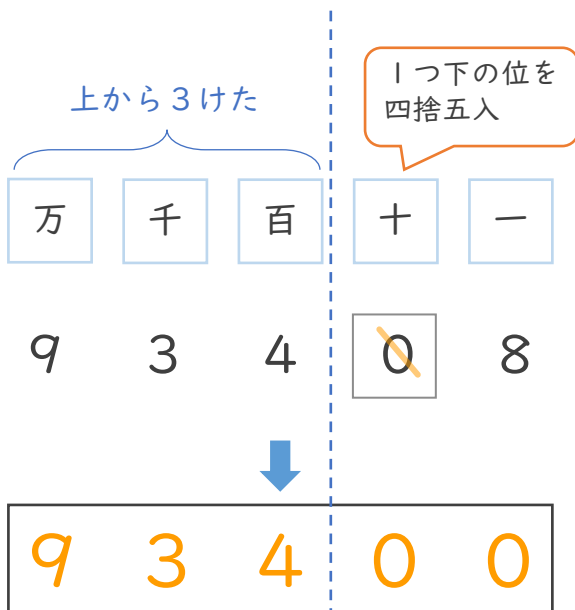 上から3けた
1つ下の位を
四捨五入
万 千 百 十 一
9 3 4 0 8
9 3 4 0 0